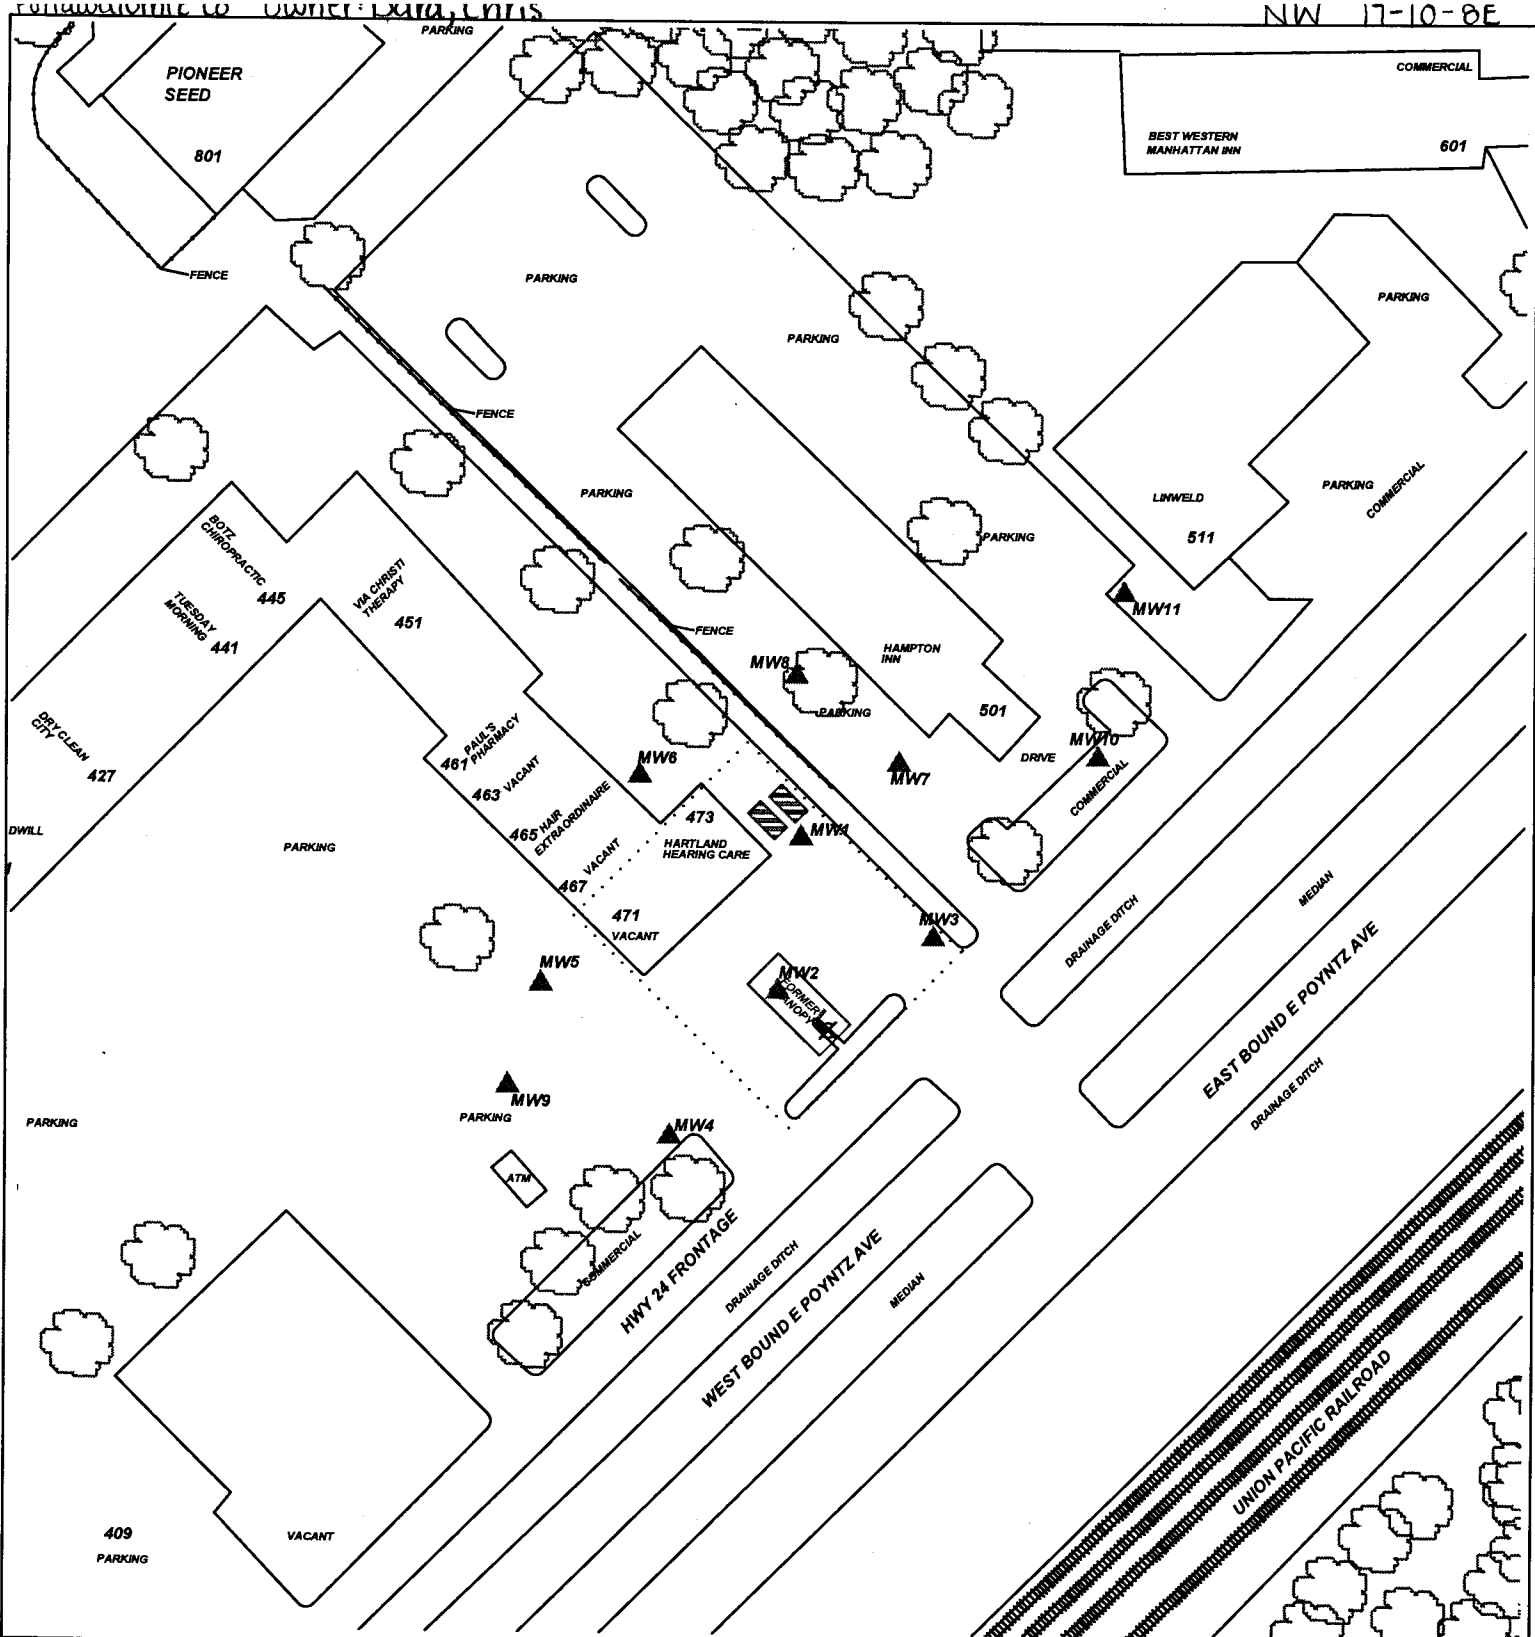 Owner: Bara, Chris
NW 17-10-8E
PARKING
PIONEER
SEED
801
COMMERCIAL
BEST WESTERN
MANHATTAN INN
601
FENCE
PARKING
PARKING
PARKING
FENCE
PARKING
LINWELD
511
PARKING
COMMERCIAL
PARKING
BOTZ
CHIROPRACTIC
445
TUESDAY
MORNING
441
VIA CHRISTI
THERAPY
451
MW11
FENCE
HAMPTON
INN
MW8
PARKING
501
DRY CLEAN
CITY
427
PAUL'S
PHARMACY
461
463 VACANT
465 HAIR
EXTRAORDINAIRE
MW6
MW7
DRIVE
MW10
COMMERCIAL
473
HARTLAND
HEARING CARE
MW1
DWILL
PARKING
VACANT
467
471
VACANT
MW3
MW5
MW2
FORMER
CANOPY
DRAINAGE DITCH
MEDIAN
EAST BOUND E POYNTZ AVE
DRAINAGE DITCH
MW9
PARKING
MW4
PARKING
ATM
COMMERCIAL
HWY 24 FRONTAGE
DRAINAGE DITCH
WEST BOUND E POYNTZ AVE
MEDIAN
UNION PACIFIC RAILROAD
409
PARKING
VACANT